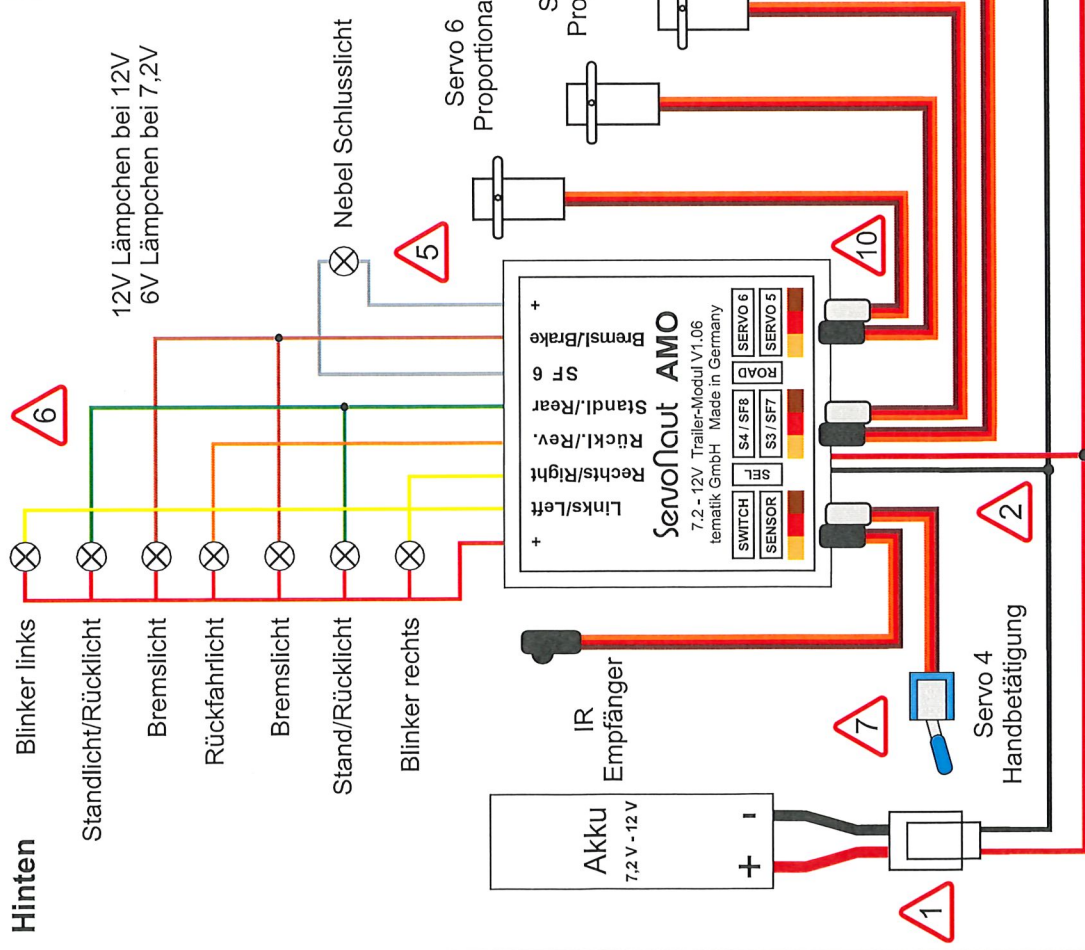 Hinten
Blinker links
Standlicht/Rücklicht
Bremslicht
Rückfahrlicht
Bremslicht
Stand/Rücklicht
Blinker rechts
6
12V Lämpchen bei 12V
6V Lämpchen bei 7,2V
Nebel Schlusslicht
5
Servo 6
Proportiona
S
Pro
+
Links/Left
Rechts/Right
Rückl./Rev.
Standl./Rear
SF 6
Bremsl/Brake
+
ServoNaut AMO
7.2 - 12V Trailer-Modul V1.06
tematik GmbH Made in Germany
SWITCH
SENSOR
SEL
S4 / SF8
S3 / SF7
ROAD
SERVO 6
SERVO 5
10
IR
Empfänger
7
Servo 4
Handbetätigung
2
Akku
7,2 V - 12 V
+ -
1